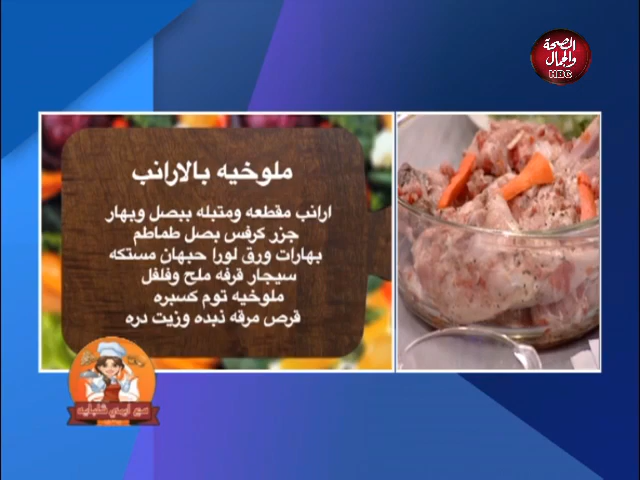 الصحة
والجمال
HBC
ملوخيه بالارانب
ارانب مقطعه ومتبله ببصل وبهار
جزر كرفس بصل طماطم
بهارات ورق لورا حبهان مستكه
سيجار قرفه ملح وفلفل
ملوخيه توم كسبره
قرص مرقه زبده وزيت دره